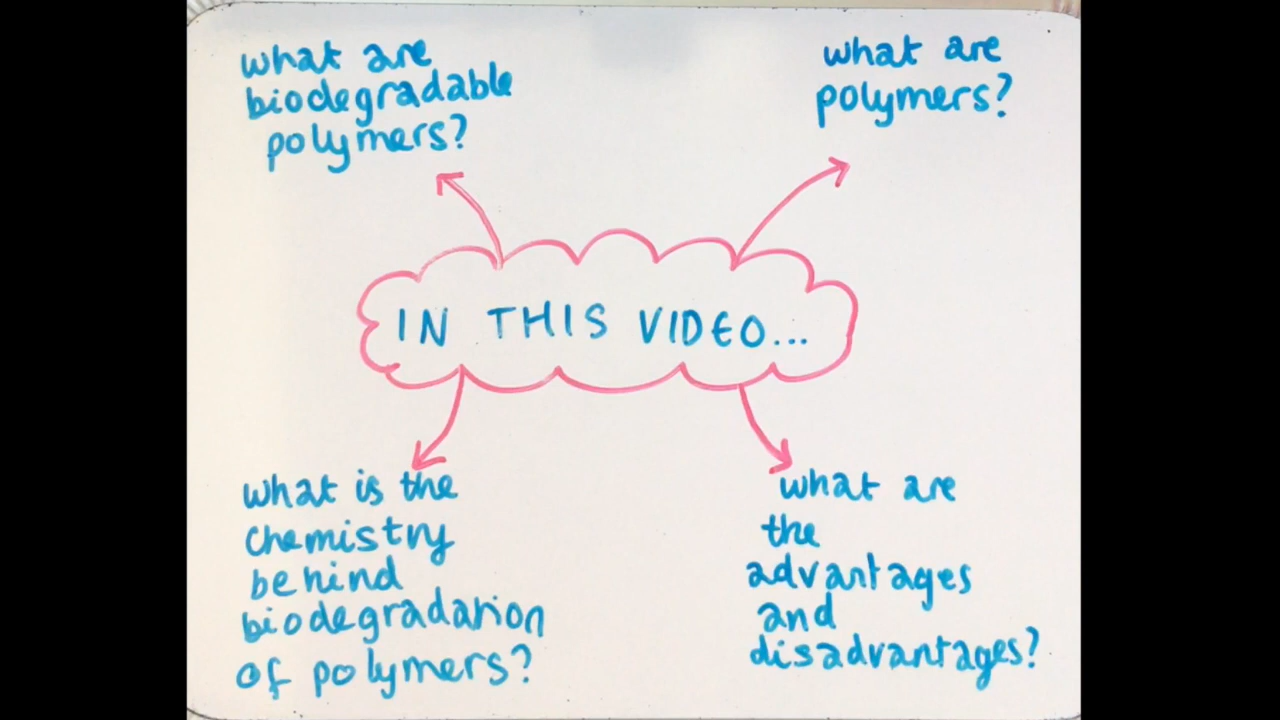 what are
biodegradable
polymers?
what are
polymers?
IN THIS VIDEO...
what is the
chemistry
behind
biodegradation
of polymers?
what are
the
advantages
and
disadvantages?